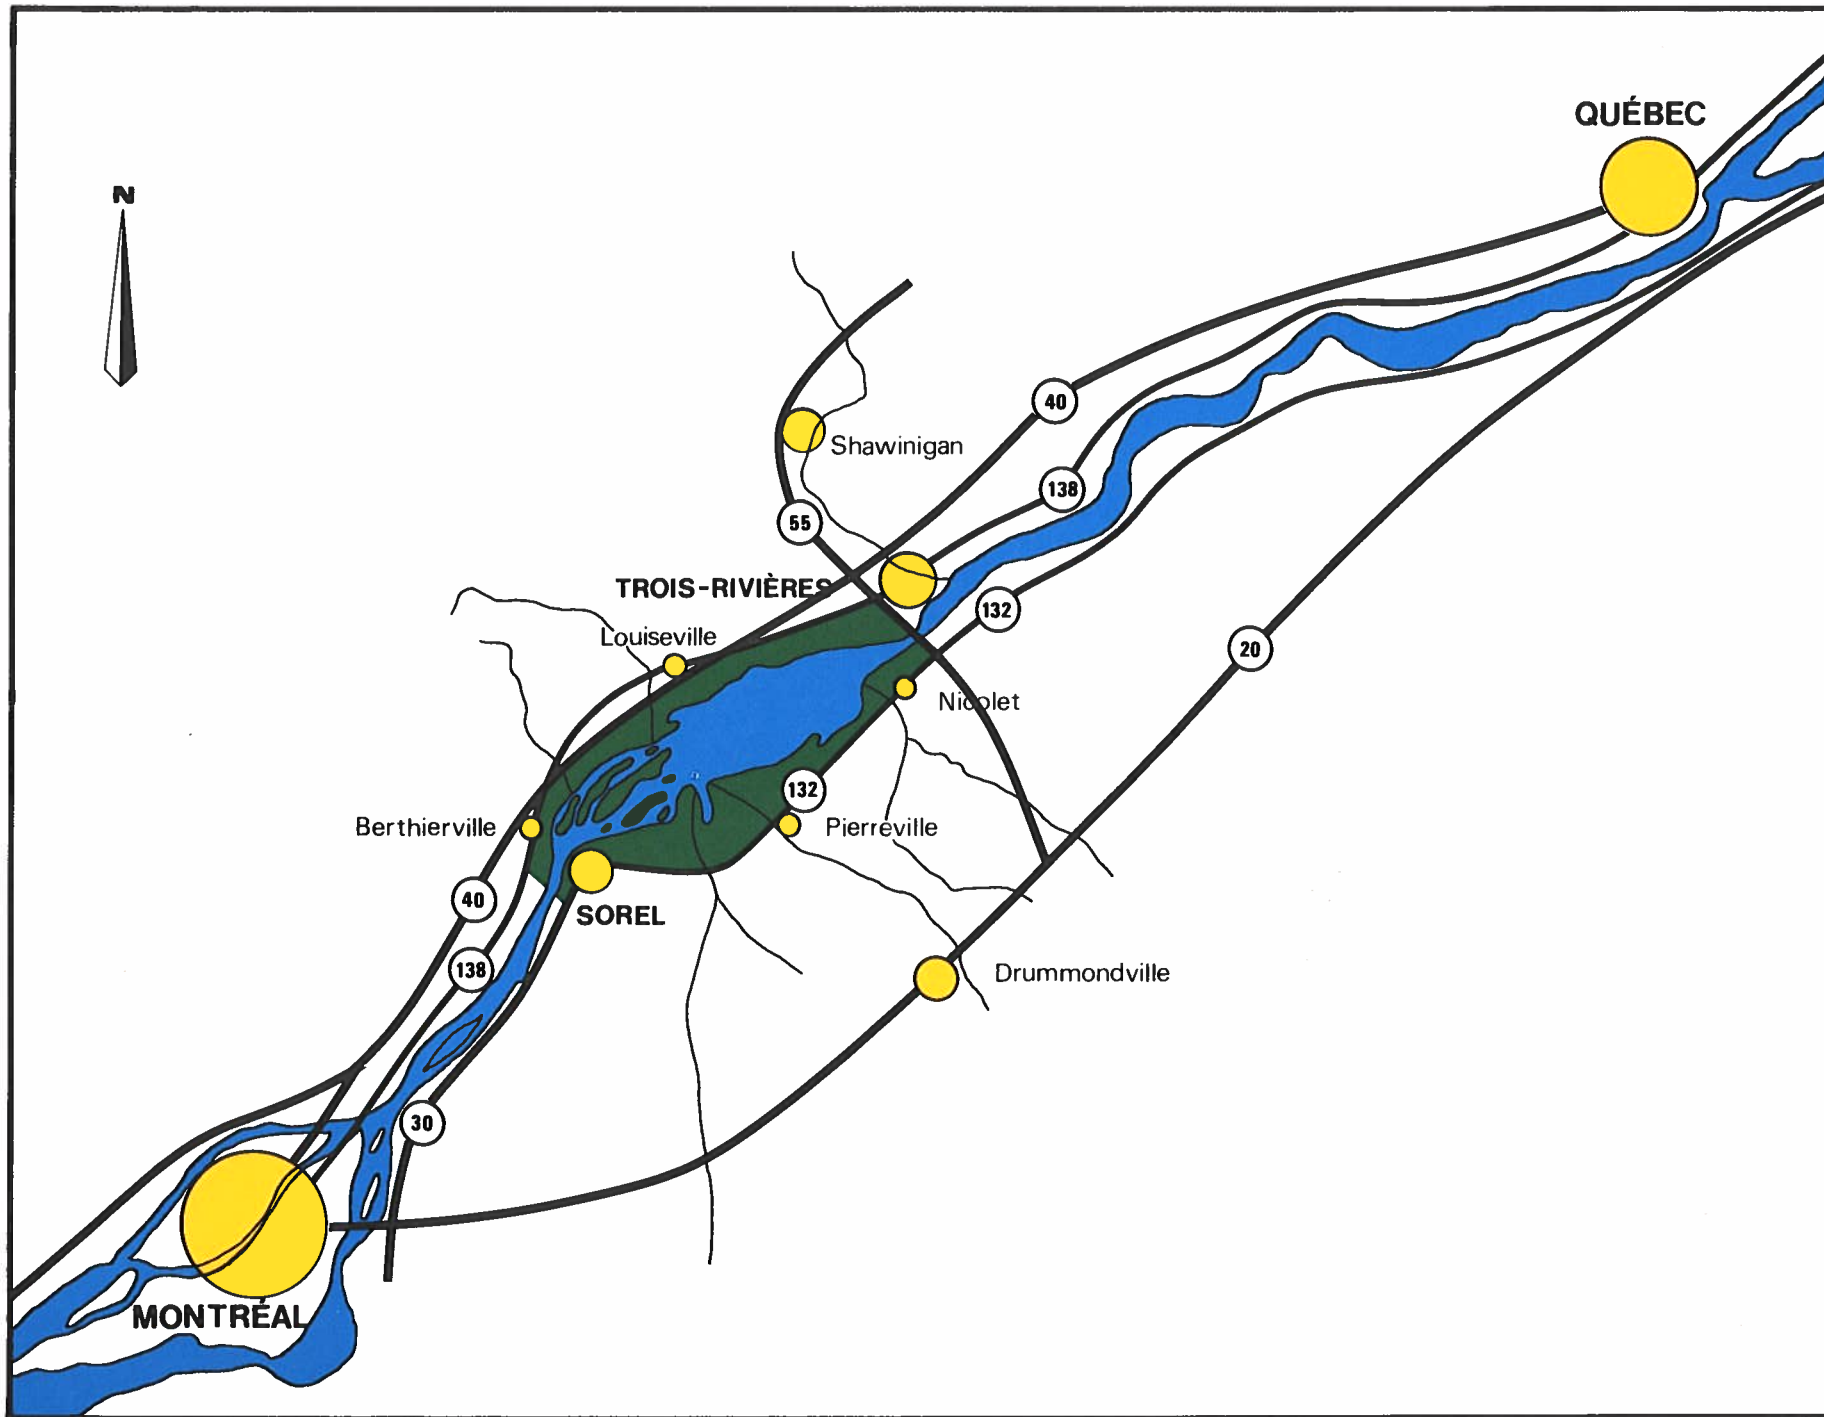 QUÉBEC
N
40
Shawinigan
138
55
TROIS-RIVIÈRES
132
Louiseville
20
Nicolet
132
Berthierville
Pierreville
40
SOREL
138
Drummondville
30
MONTRÉAL